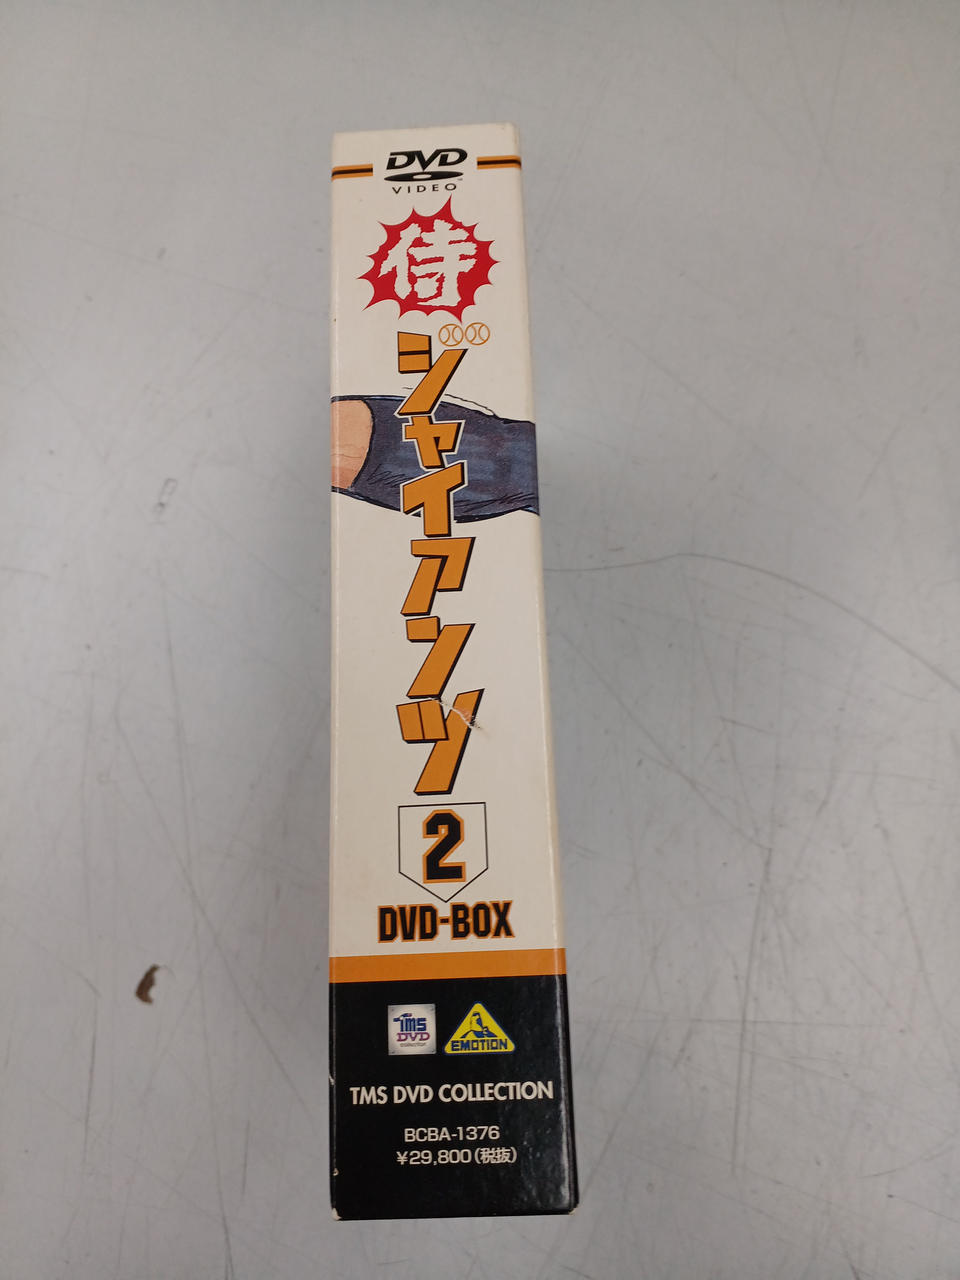 DVD
VIDEO
侍
ジャイアンツ
2
DVD-BOX
TMS
DVD
EMOTION
TMS DVD COLLECTION
BCBA-1376
¥29,800(税抜)